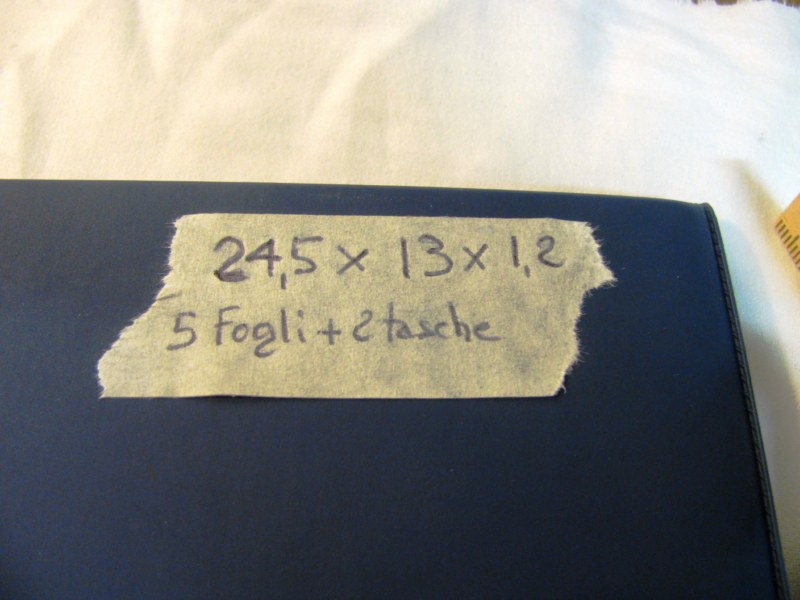 24,5 x 13 x 1,2
5 Fogli + 2 tasche